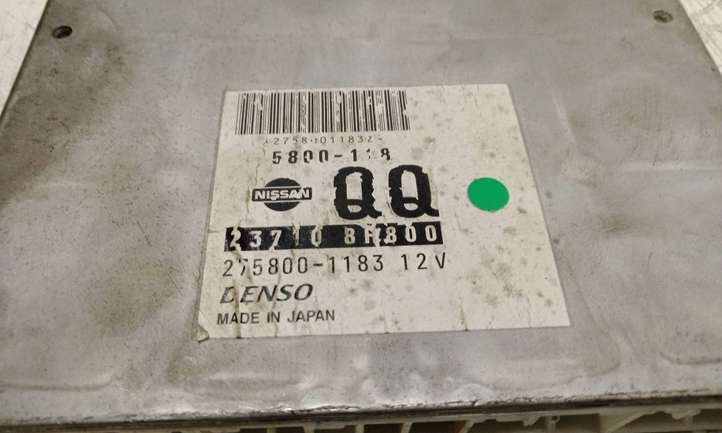 5800-118
NISSAN
QQ
23710 8H800
275800-1183 12V
DENSO
MADE IN JAPAN